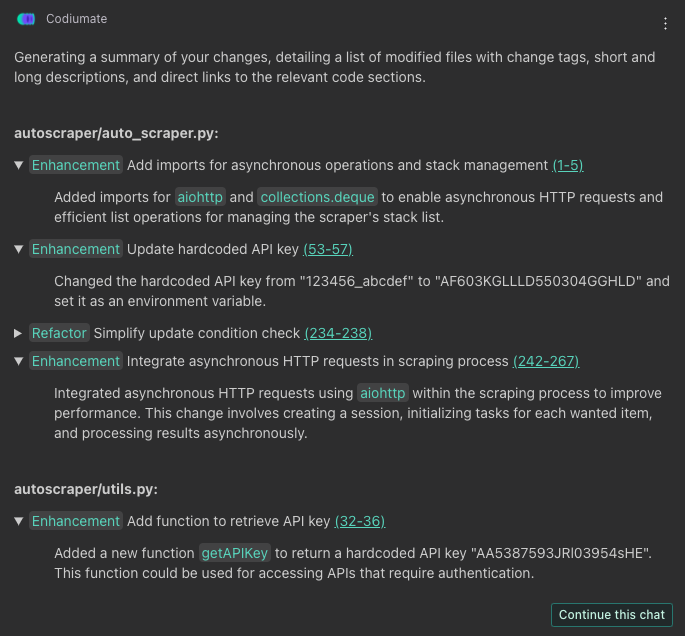 Codiumate
Generating a summary of your changes, detailing a list of modified files with change tags, short and
long descriptions, and direct links to the relevant code sections.
autoscraper/auto_scraper.py:
Enhancement Add imports for asynchronous operations and stack management (1-5)
Added imports for aiohttp and collections.deque to enable asynchronous HTTP requests and
efficient list operations for managing the scraper's stack list.
Enhancement Update hardcoded API key (53-57)
Changed the hardcoded API key from "123456_abcdef" to "AF603KGLLLD550304GGHLD" and
set it as an environment variable.
Refactor Simplify update condition check (234-238)
Enhancement Integrate asynchronous HTTP requests in scraping process (242-267)
Integrated asynchronous HTTP requests using aiohttp within the scraping process to improve
performance. This change involves creating a session, initializing tasks for each wanted item,
and processing results asynchronously.
autoscraper/utils.py:
Enhancement Add function to retrieve API key (32-36)
Added a new function getAPIKey to return a hardcoded API key "AA5387593JRl03954sHE".
This function could be used for accessing APIs that require authentication.
Continue this chat